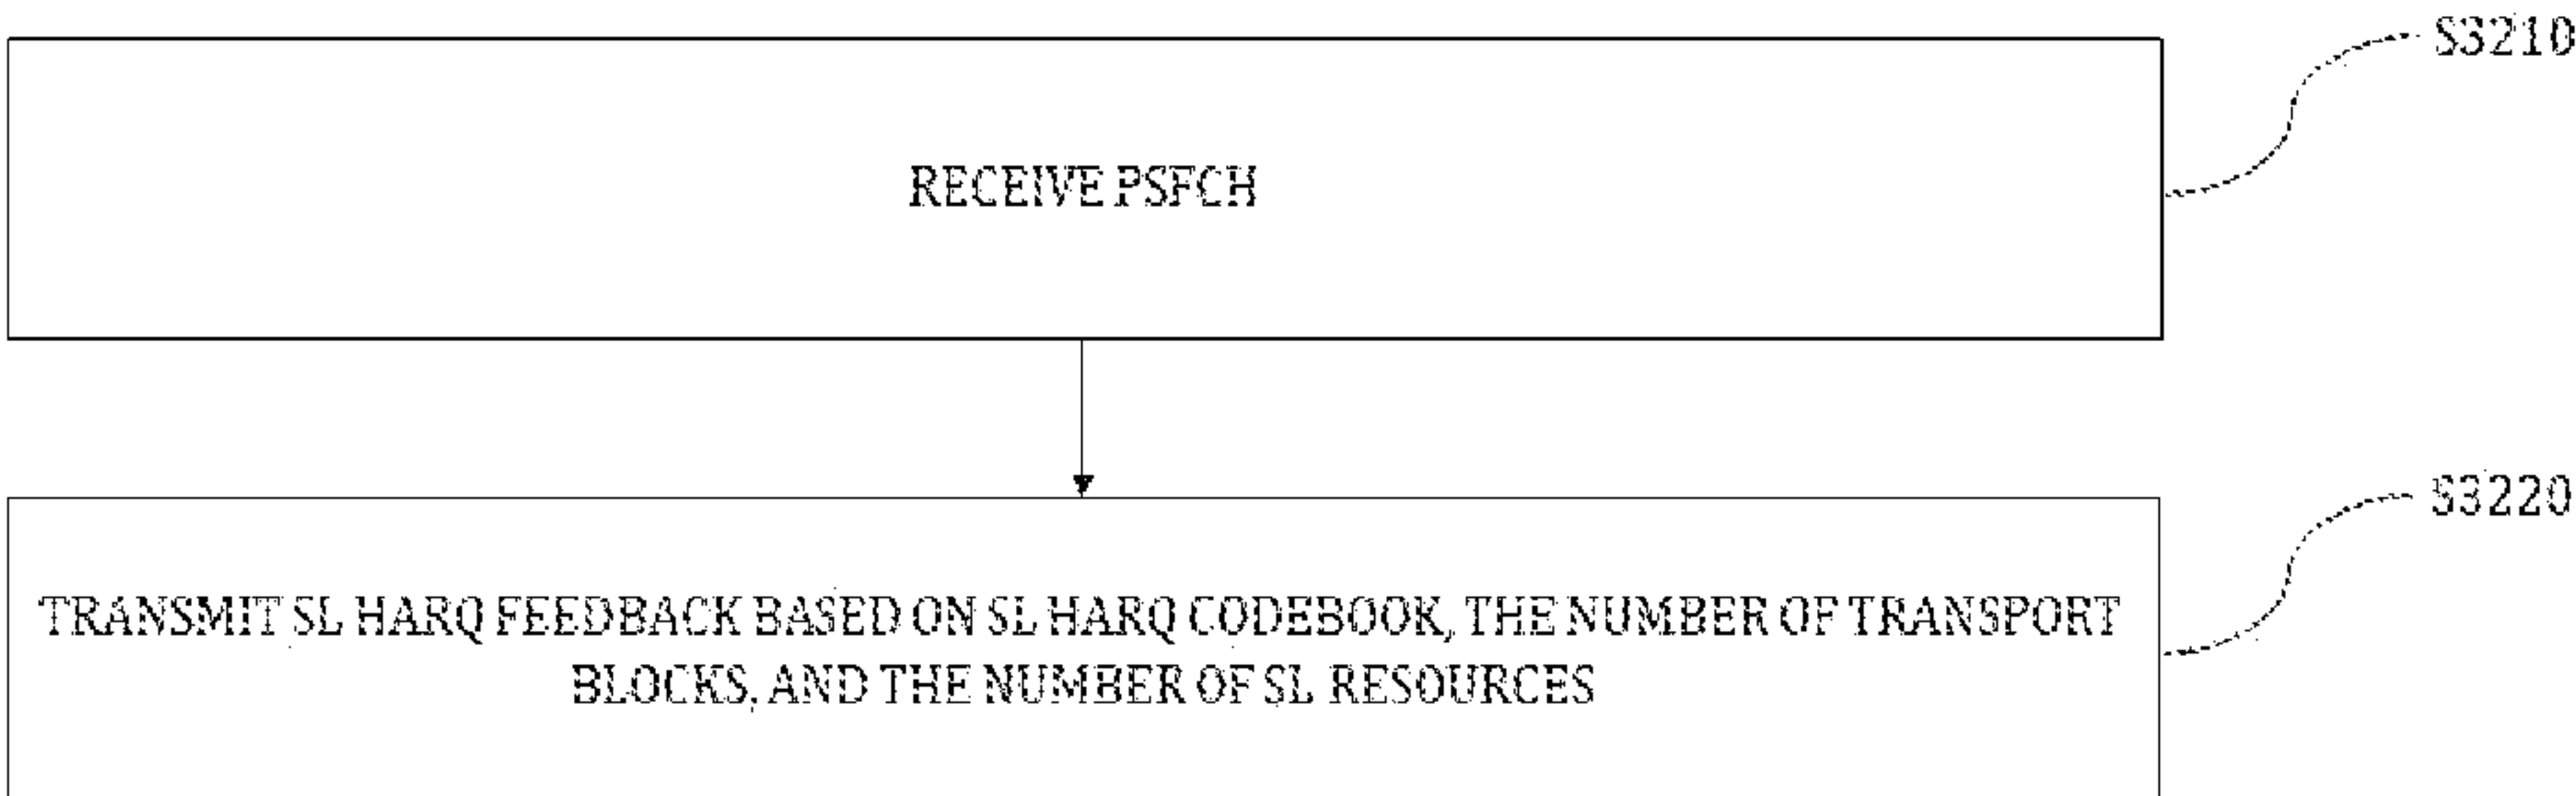 S3210
RECEIVE PSFCH
S3220
TRANSMIT SL HARQ FEEDBACK BASED ON SL HARQ CODEBOOK, THE NUMBER OF TRANSPORT
BLOCKS, AND THE NUMBER OF SL RESOURCES